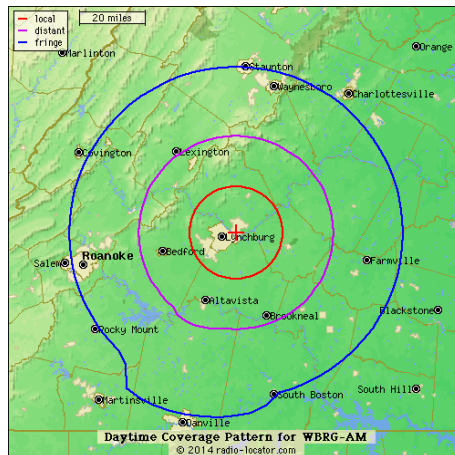 local
distant
fringe
20 miles
Marlinton
Orange
Staunton
Waynesboro
Charlottesville
Covington
Lexington
Lynchburg
Roanoke
Salem
Bedford
Farmville
Altavista
Blackstone
Brookneal
Rocky Mount
South Hill
Martinsville
South Boston
Danville
Daytime Coverage Pattern for WBRG-AM
© 2014 radio-locator.com